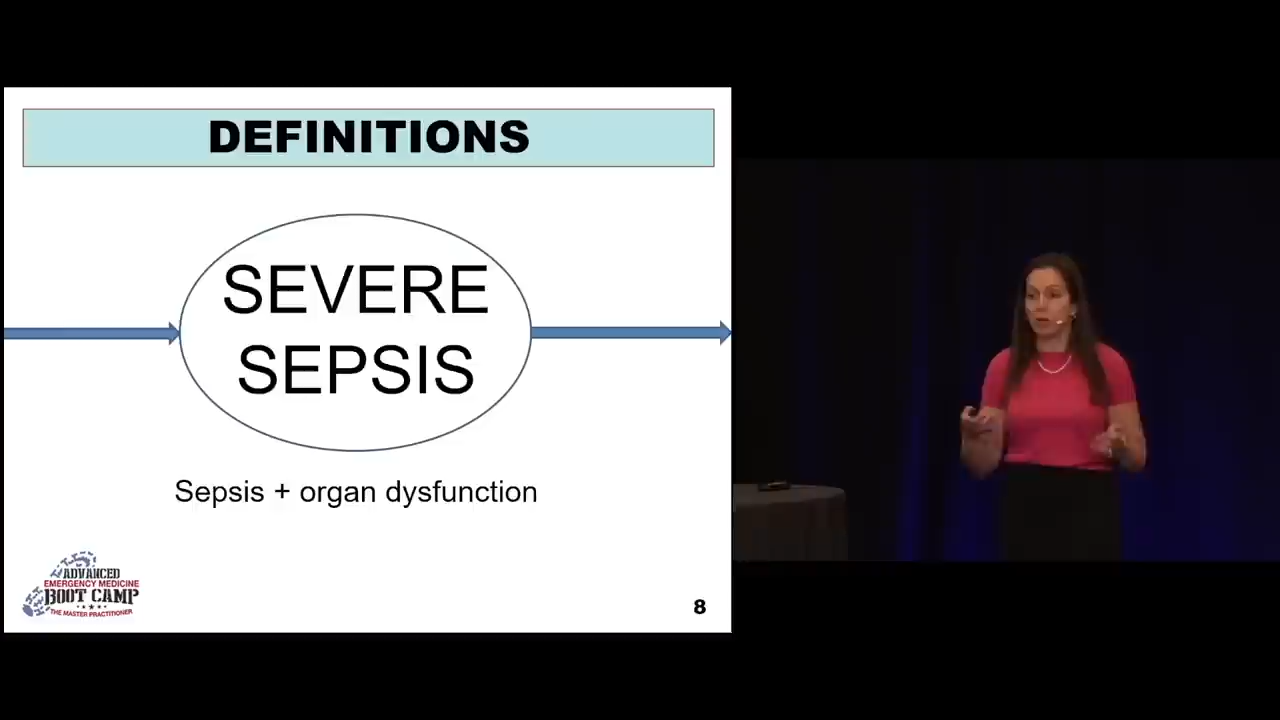 DEFINITIONS
SEVERE
SEPSIS
Sepsis + organ dysfunction
ADVANCED
EMERGENCY MEDICINE
BOOT CAMP
THE MASTER PRACTITIONER
8